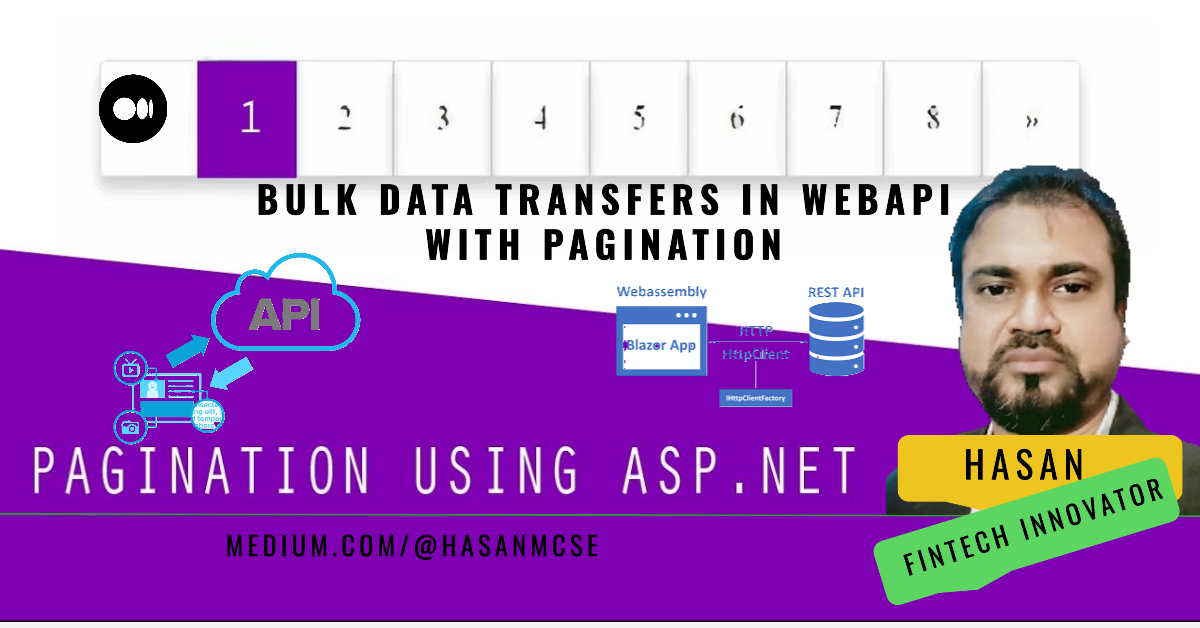 1 2 3 4 5 6 7 8 »
BULK DATA TRANSFERS IN WEBAPI
WITH PAGINATION
API
Webassembly
REST API
HTTP
Blazor App
HttpClient
IHttpClientFactory
PAGINATION USING ASP.NET
HASAN
FINTECH INNOVATOR
MEDIUM.COM/@HASANMCSE